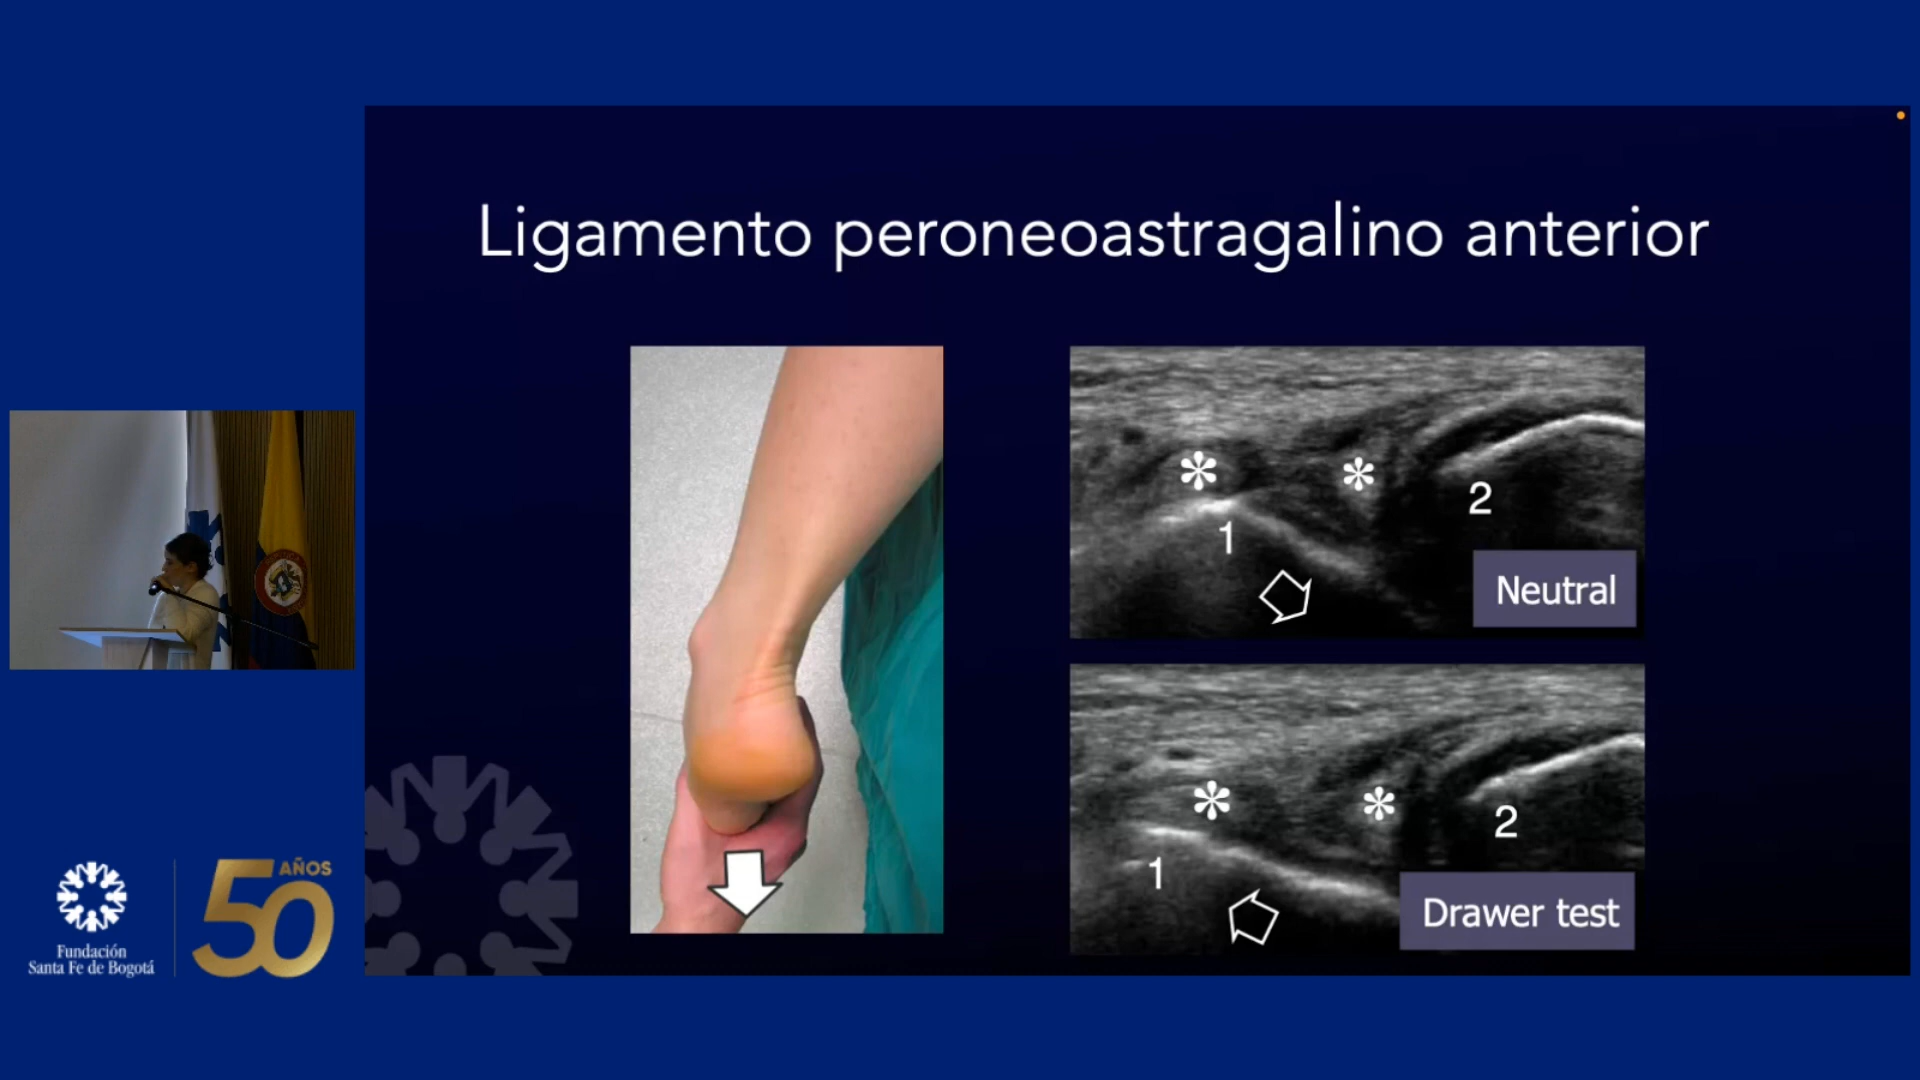 Ligamento peroneoastragalino anterior
*
*
1
2
Neutral
*
*
1
2
Drawer test
50 AÑOS
Fundación
Santa Fe de Bogotá